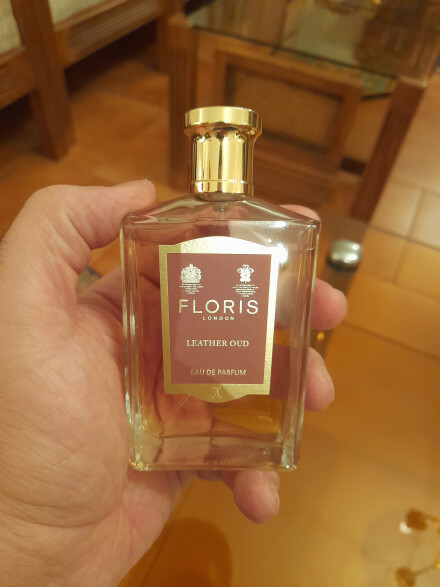 FLORIS
LONDON
LEATHER OUD
EAU DE PARFUM